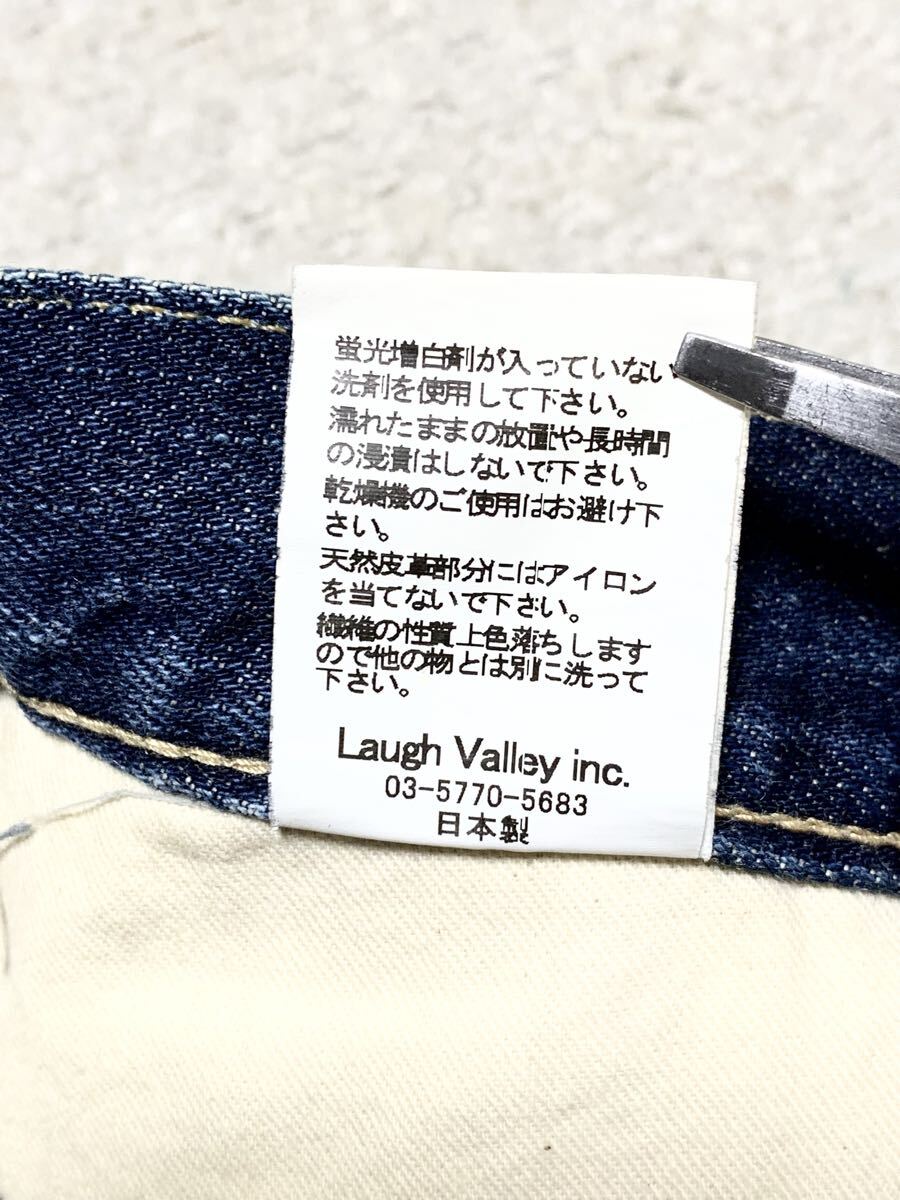 蛍光増白剤が入っていない
洗剤を使用して下さい。
濡れたままの放置や長時間
の浸漬はしないで下さい。
乾燥機のご使用はお避け下
さい。
天然皮革部分にはアイロン
を当てないで下さい。
繊維の性質上色落ちします
ので他の物とは別に洗って
下さい。
Laugh Valley inc.
03-5770-5683
日本製